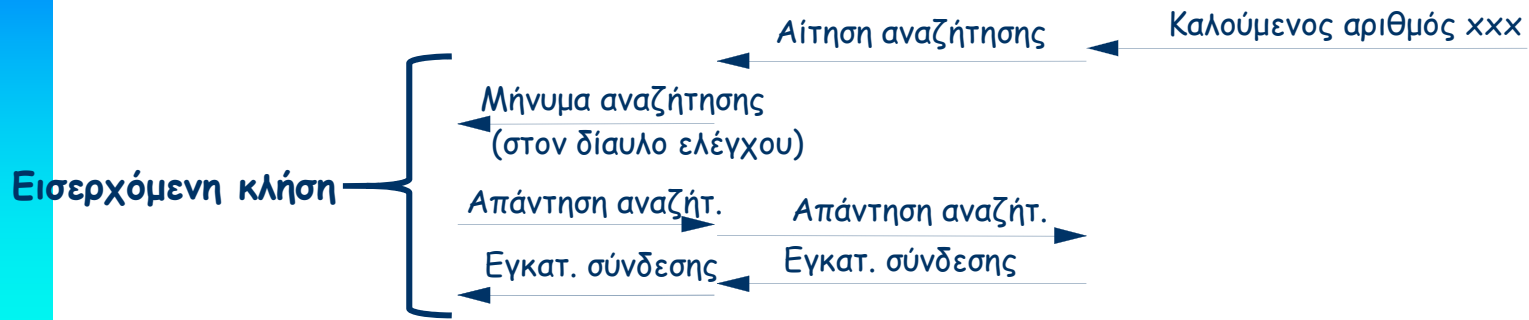 Καλούμενος αριθμός xxx
Αίτηση αναζήτησης
Μήνυμα αναζήτησης
(στον δίαυλο ελέγχου)
Εισερχόμενη κλήση
Απάντηση αναζήτ.
Απάντηση αναζήτ.
Εγκατ. σύνδεσης
Εγκατ. σύνδεσης